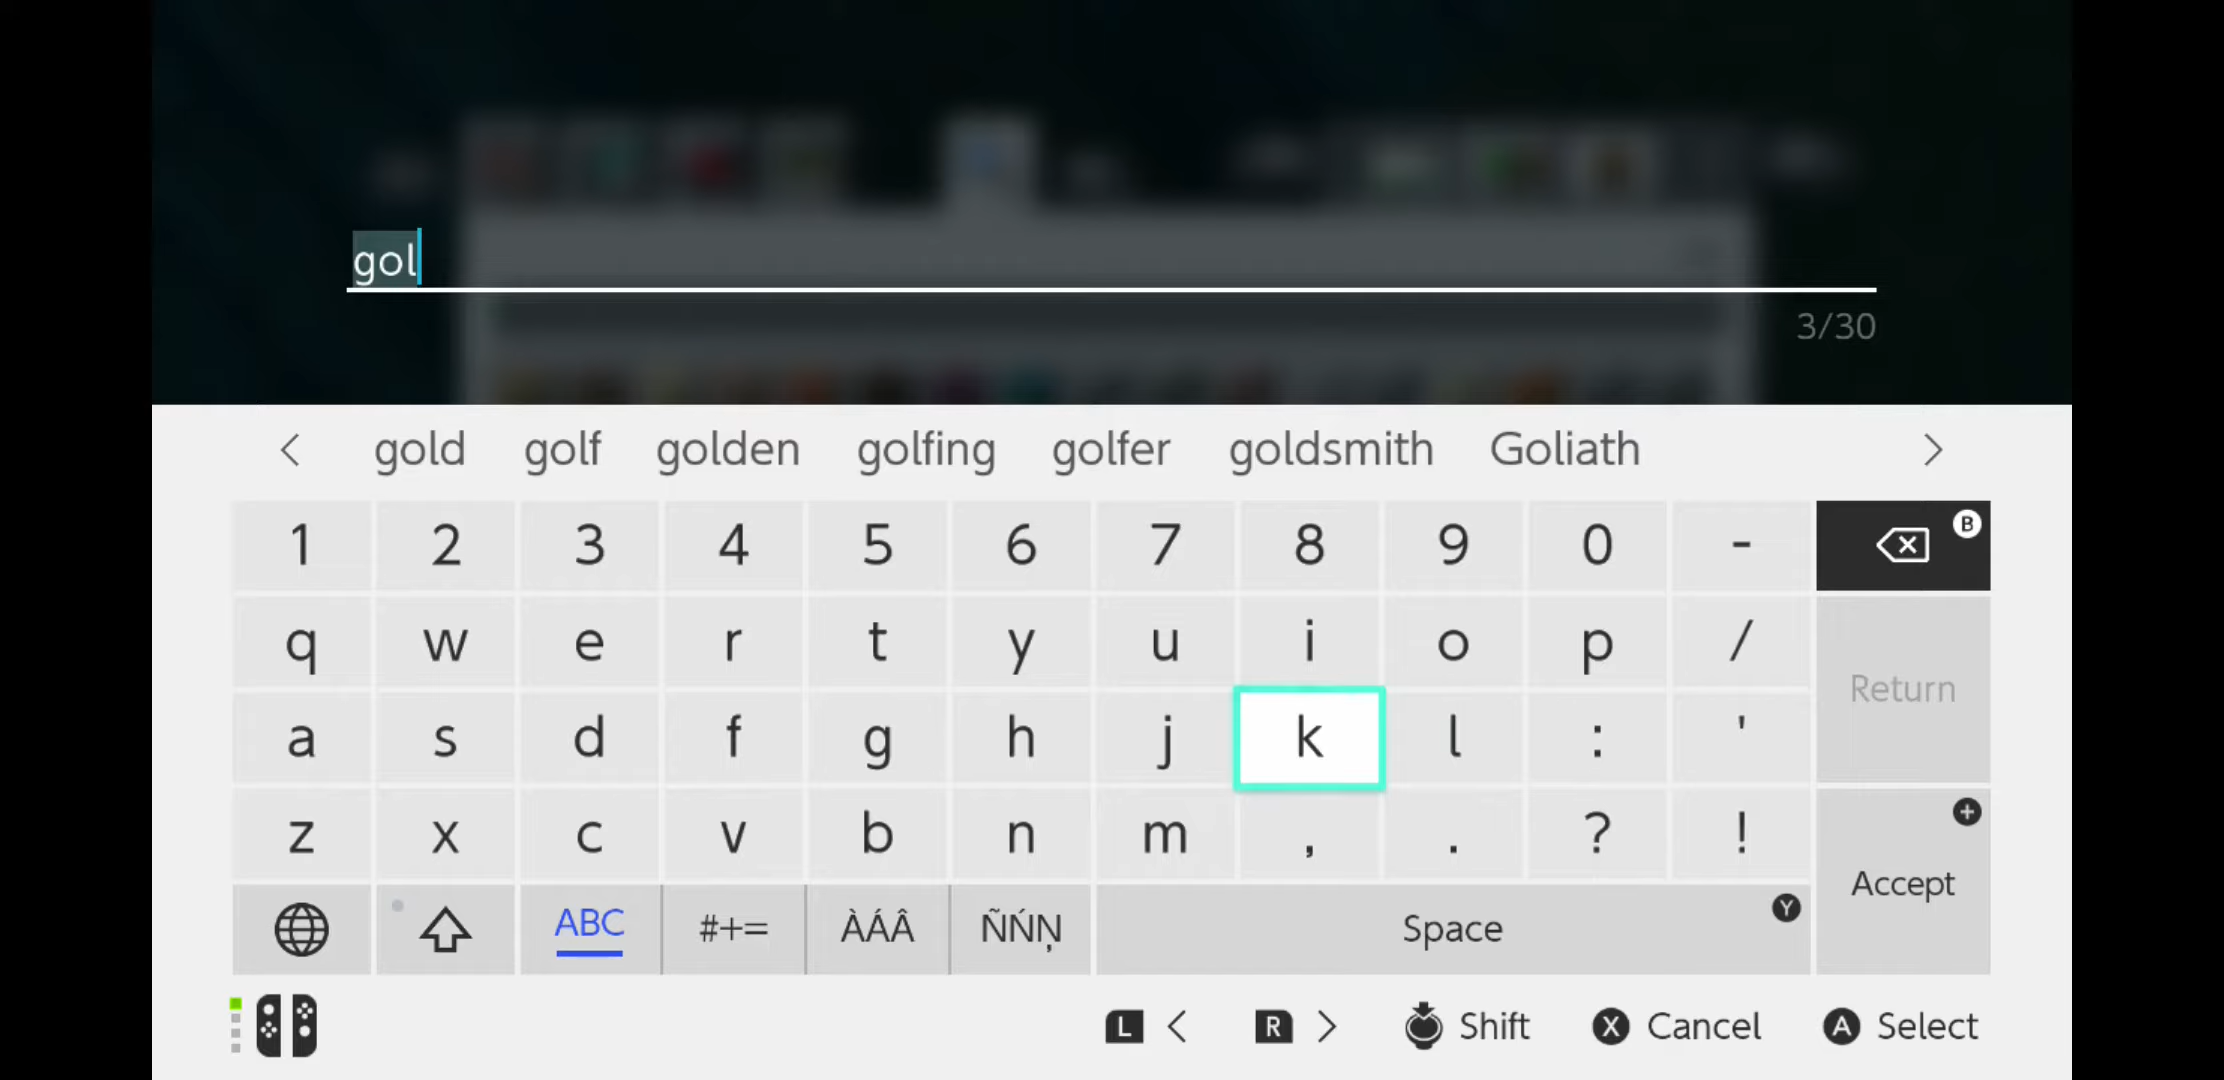 gol
3/30
< gold golf golden golfing golfer goldsmith Goliath >
1 2 3 4 5 6 7 8 9 0 - B
q w e r t y u i o p /
Return
a s d f g h j k l : '
z x c v b n m , . ? ! +
Accept
ABC #+= ÀÁÂ ÑŃŅ Space Y
L < R > Shift X Cancel A Select